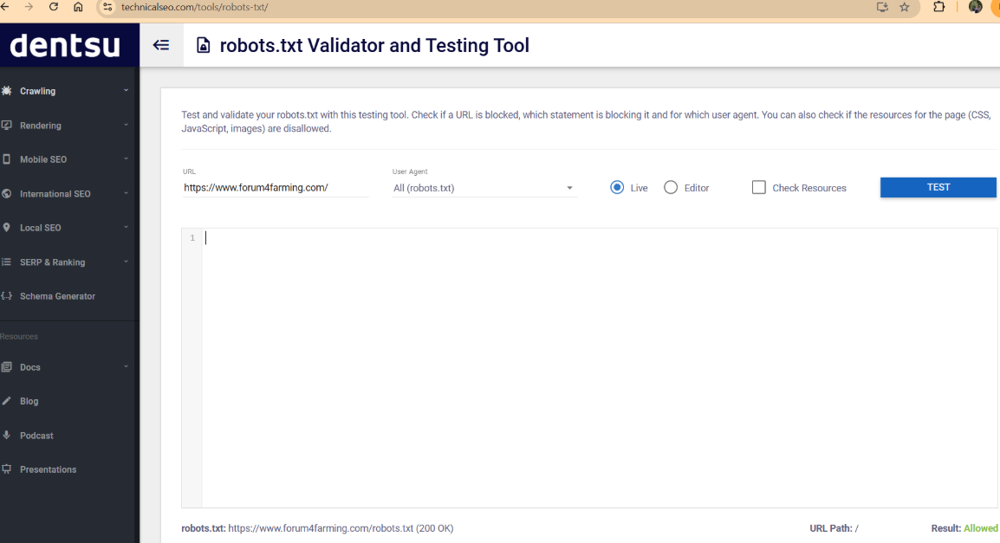 technicalseo.com/tools/robots-txt/
dentsu
robots.txt Validator and Testing Tool
Crawling
Rendering
Mobile SEO
International SEO
Local SEO
SERP & Ranking
Schema Generator
Resources
Docs
Blog
Podcast
Presentations
Test and validate your robots.txt with this testing tool. Check if a URL is blocked, which statement is blocking it and for which user agent. You can also check if the resources for the page (CSS,
JavaScript, images) are disallowed.
URL
https://www.forum4farming.com/
User Agent
All (robots.txt)
Live
Editor
Check Resources
TEST
1
robots.txt: https://www.forum4farming.com/robots.txt (200 OK)
URL Path: /
Result: Allowed